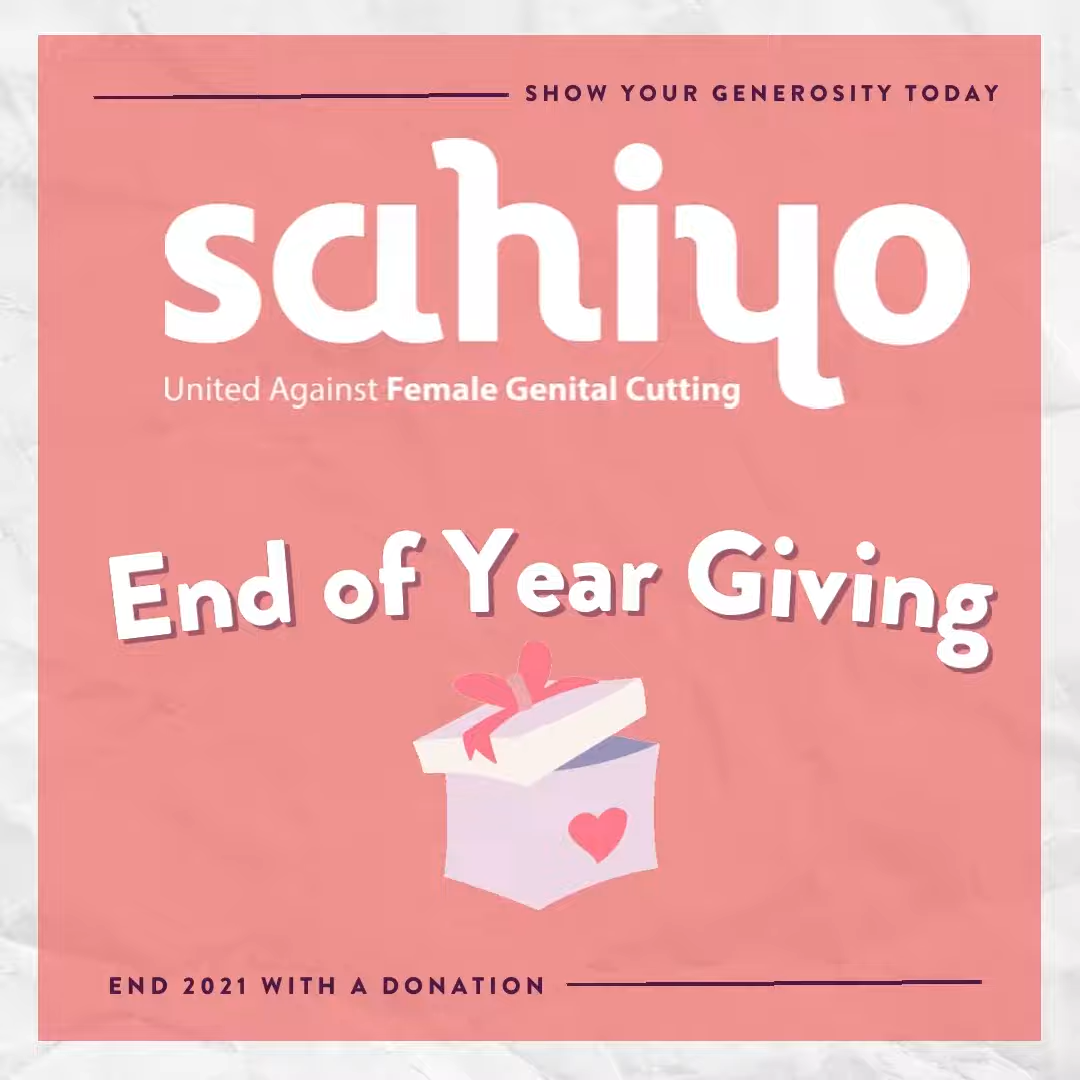 SHOW YOUR GENEROSITY TODAY
sahiyo
United Against Female Genital Cutting
End of Year Giving
END 2021 WITH A DONATION